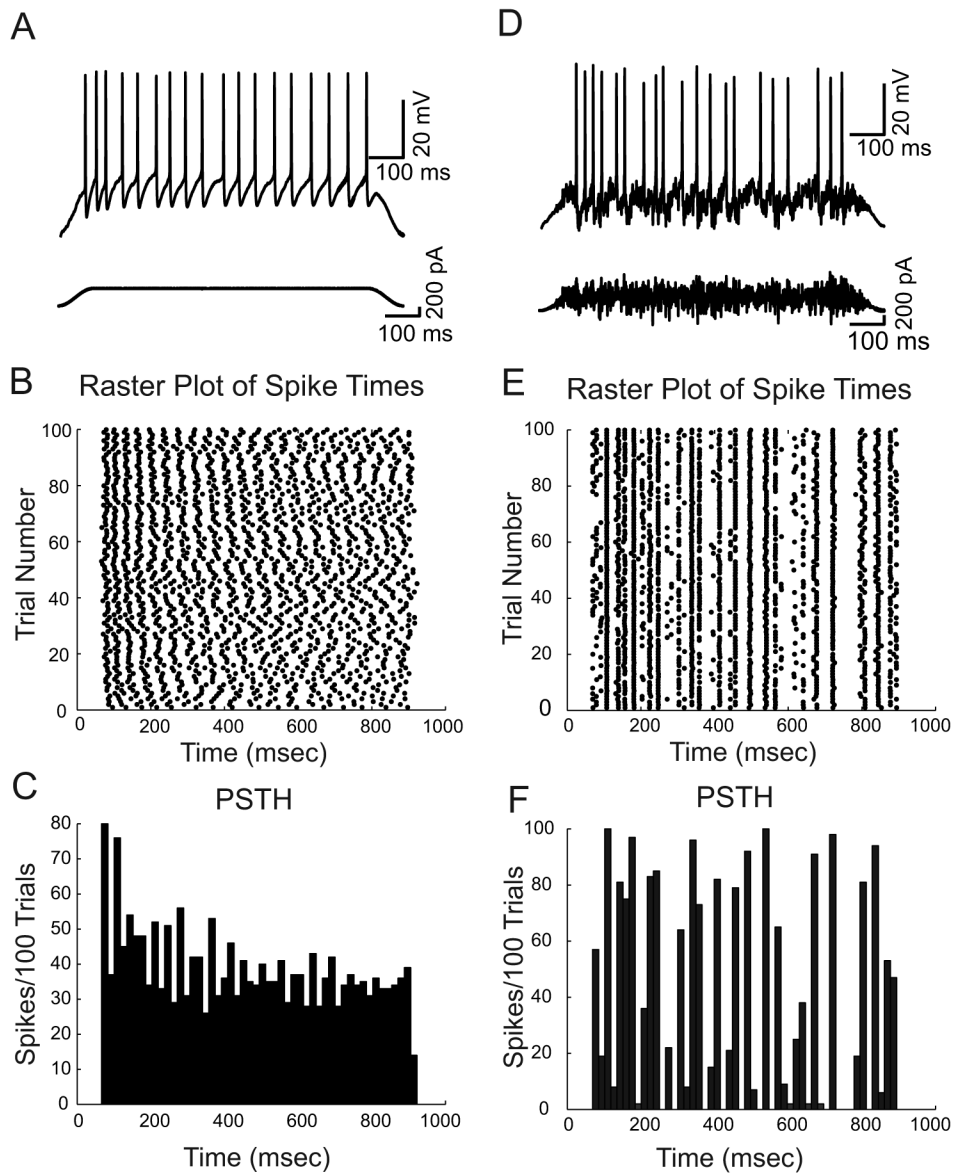 A
20 mV
100 ms
200 pA
100 ms
B
Raster Plot of Spike Times
Trial Number
100
80
60
40
20
0
0 200 400 600 800 1000
Time (msec)
C
PSTH
Spikes/100 Trials
80
70
60
50
40
30
20
10
0
0 200 400 600 800 1000
Time (msec)
D
20 mV
100 ms
200 pA
100 ms
E
Raster Plot of Spike Times
Trial Number
100
80
60
40
20
0
0 200 400 600 800 1000
Time (msec)
F
PSTH
Spikes/100 Trials
100
80
60
40
20
0
0 200 400 600 800 1000
Time (msec)